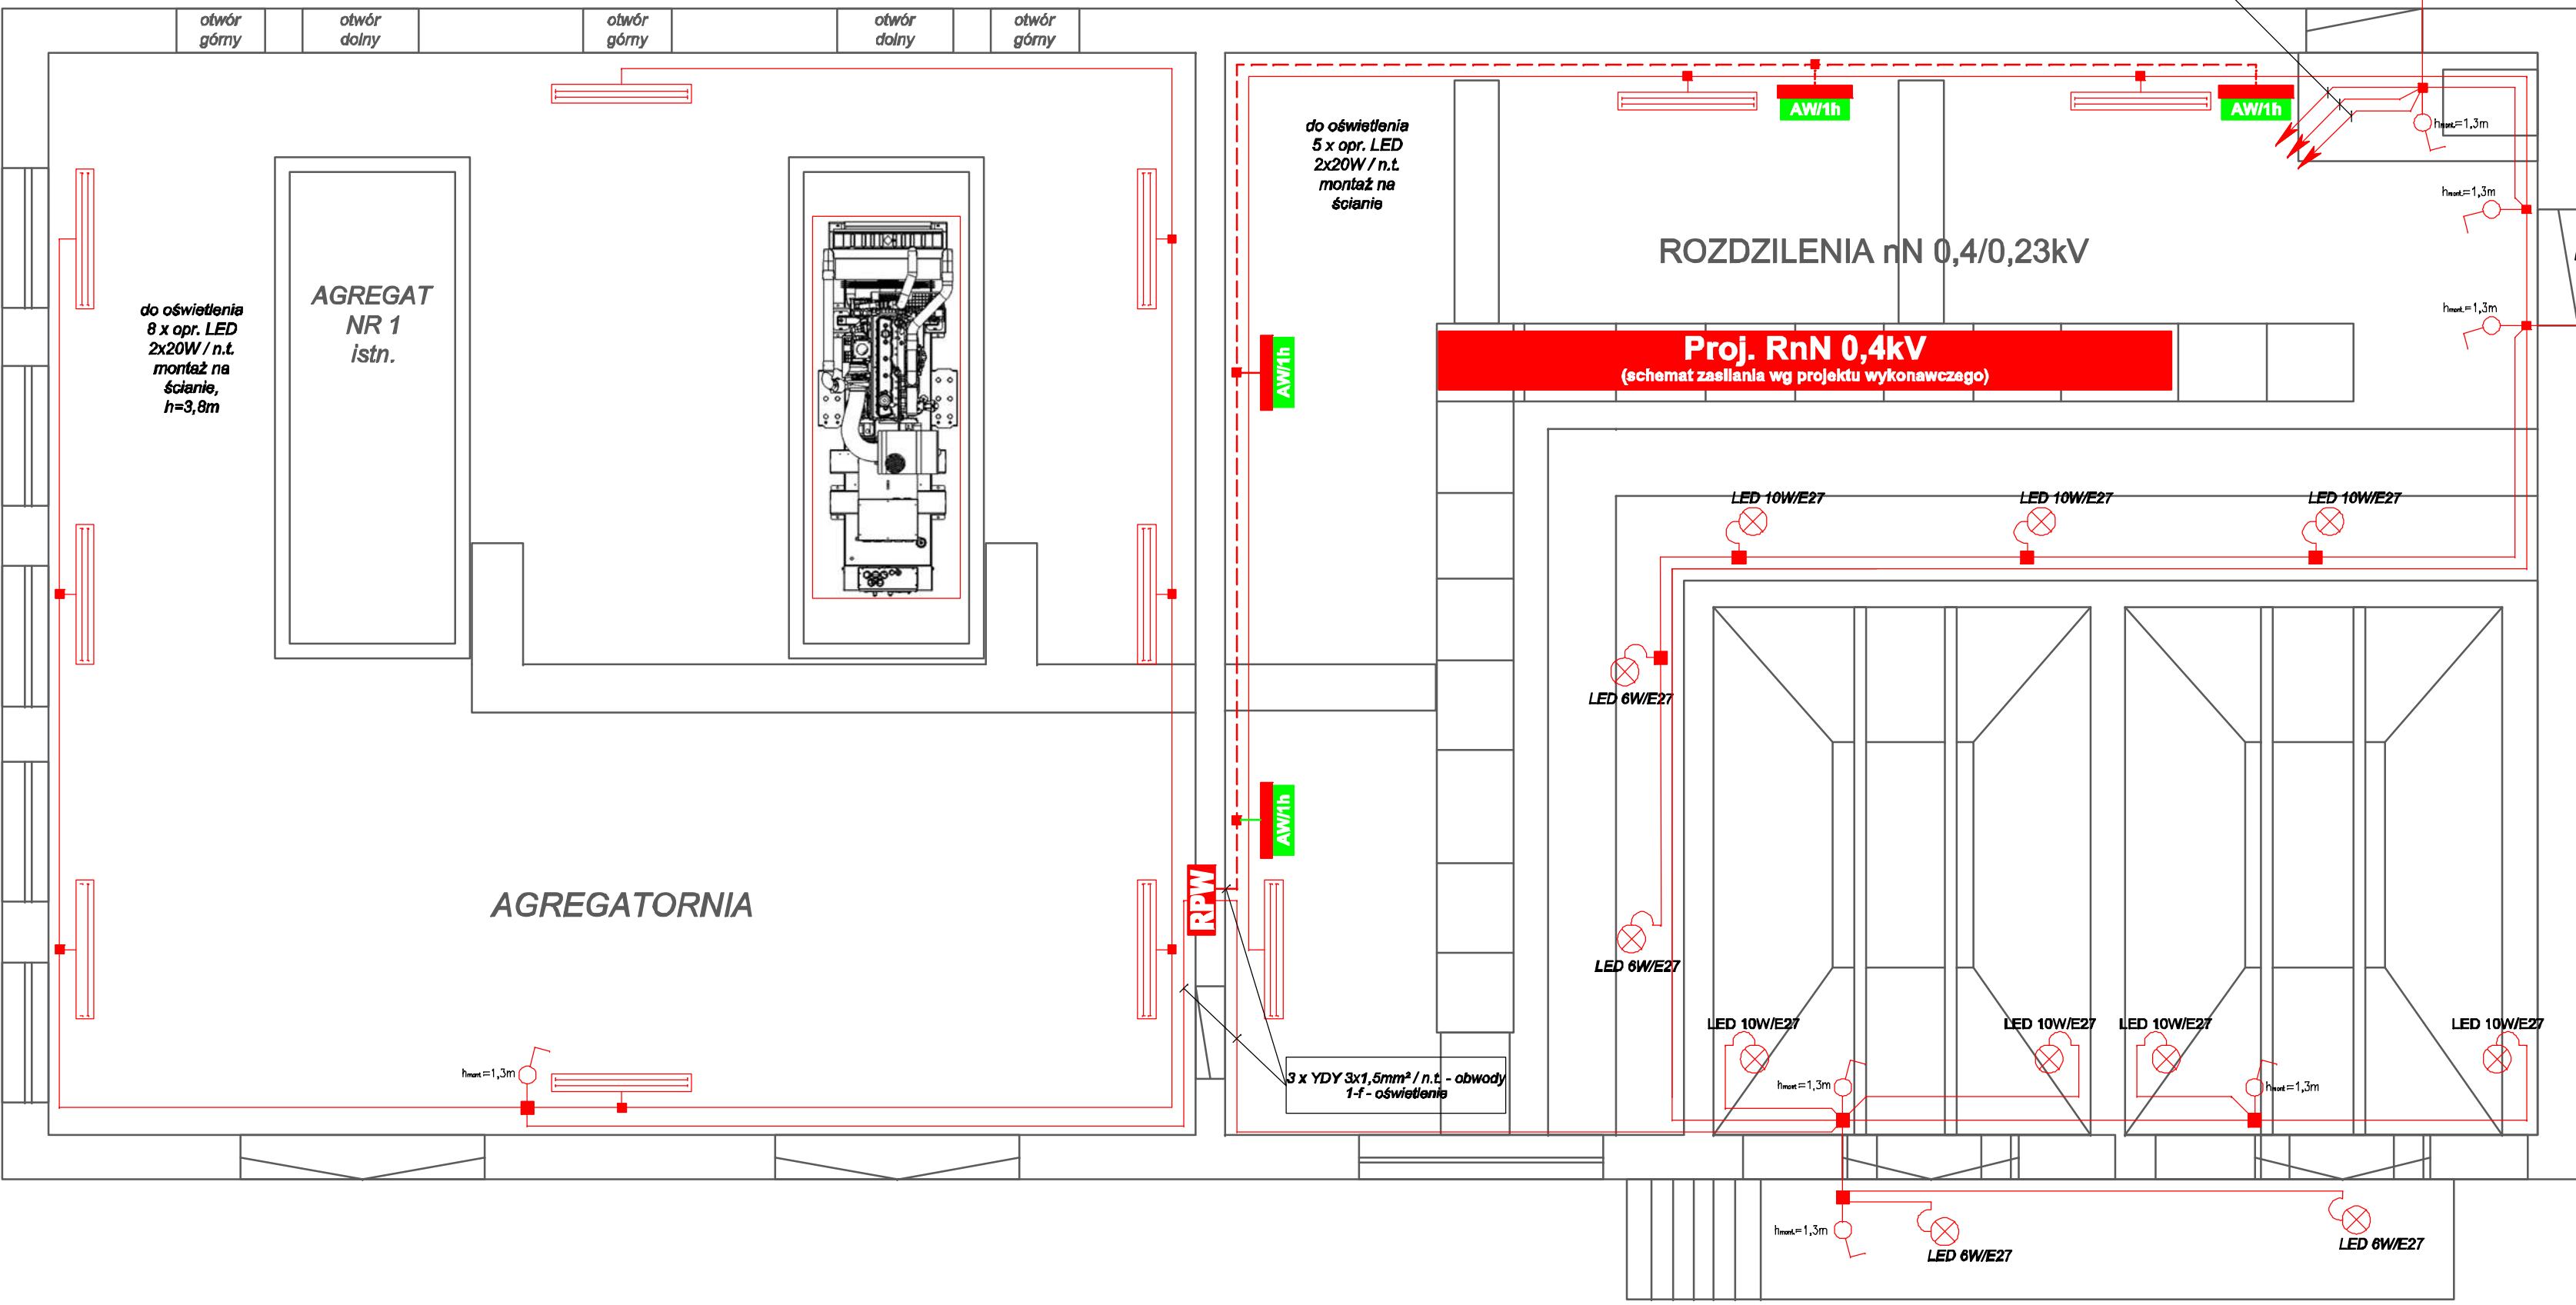 otwór
górny
otwór
dolny
otwór
górny
otwór
dolny
otwór
górny
do oświetlenia
8 x opr. LED
2x20W / n.t.
montaż na
ścianie,
h=3,8m
AGREGAT
NR 1
istn.
AGREGATORNIA
hmont.=1,3m
RPW
do oświetlenia
5 x opr. LED
2x20W / n.t.
montaż na
ścianie
AW/1h
AW/1h
AW/1h
AW/1h
hmont.=1,3m
hmont.=1,3m
hmont.=1,3m
ROZDZILENIA nN 0,4/0,23kV
Proj. RnN 0,4kV
(schemat zasilania wg projektu wykonawczego)
LED 10W/E27
LED 10W/E27
LED 10W/E27
LED 6W/E27
LED 6W/E27
LED 10W/E27
LED 10W/E27
LED 10W/E27
LED 10W/E27
hmont.=1,3m
hmont.=1,3m
3 x YDY 3x1,5mm² / n.t. - obwody
1-f - oświetlenie
hmont.=1,3m
LED 6W/E27
LED 6W/E27